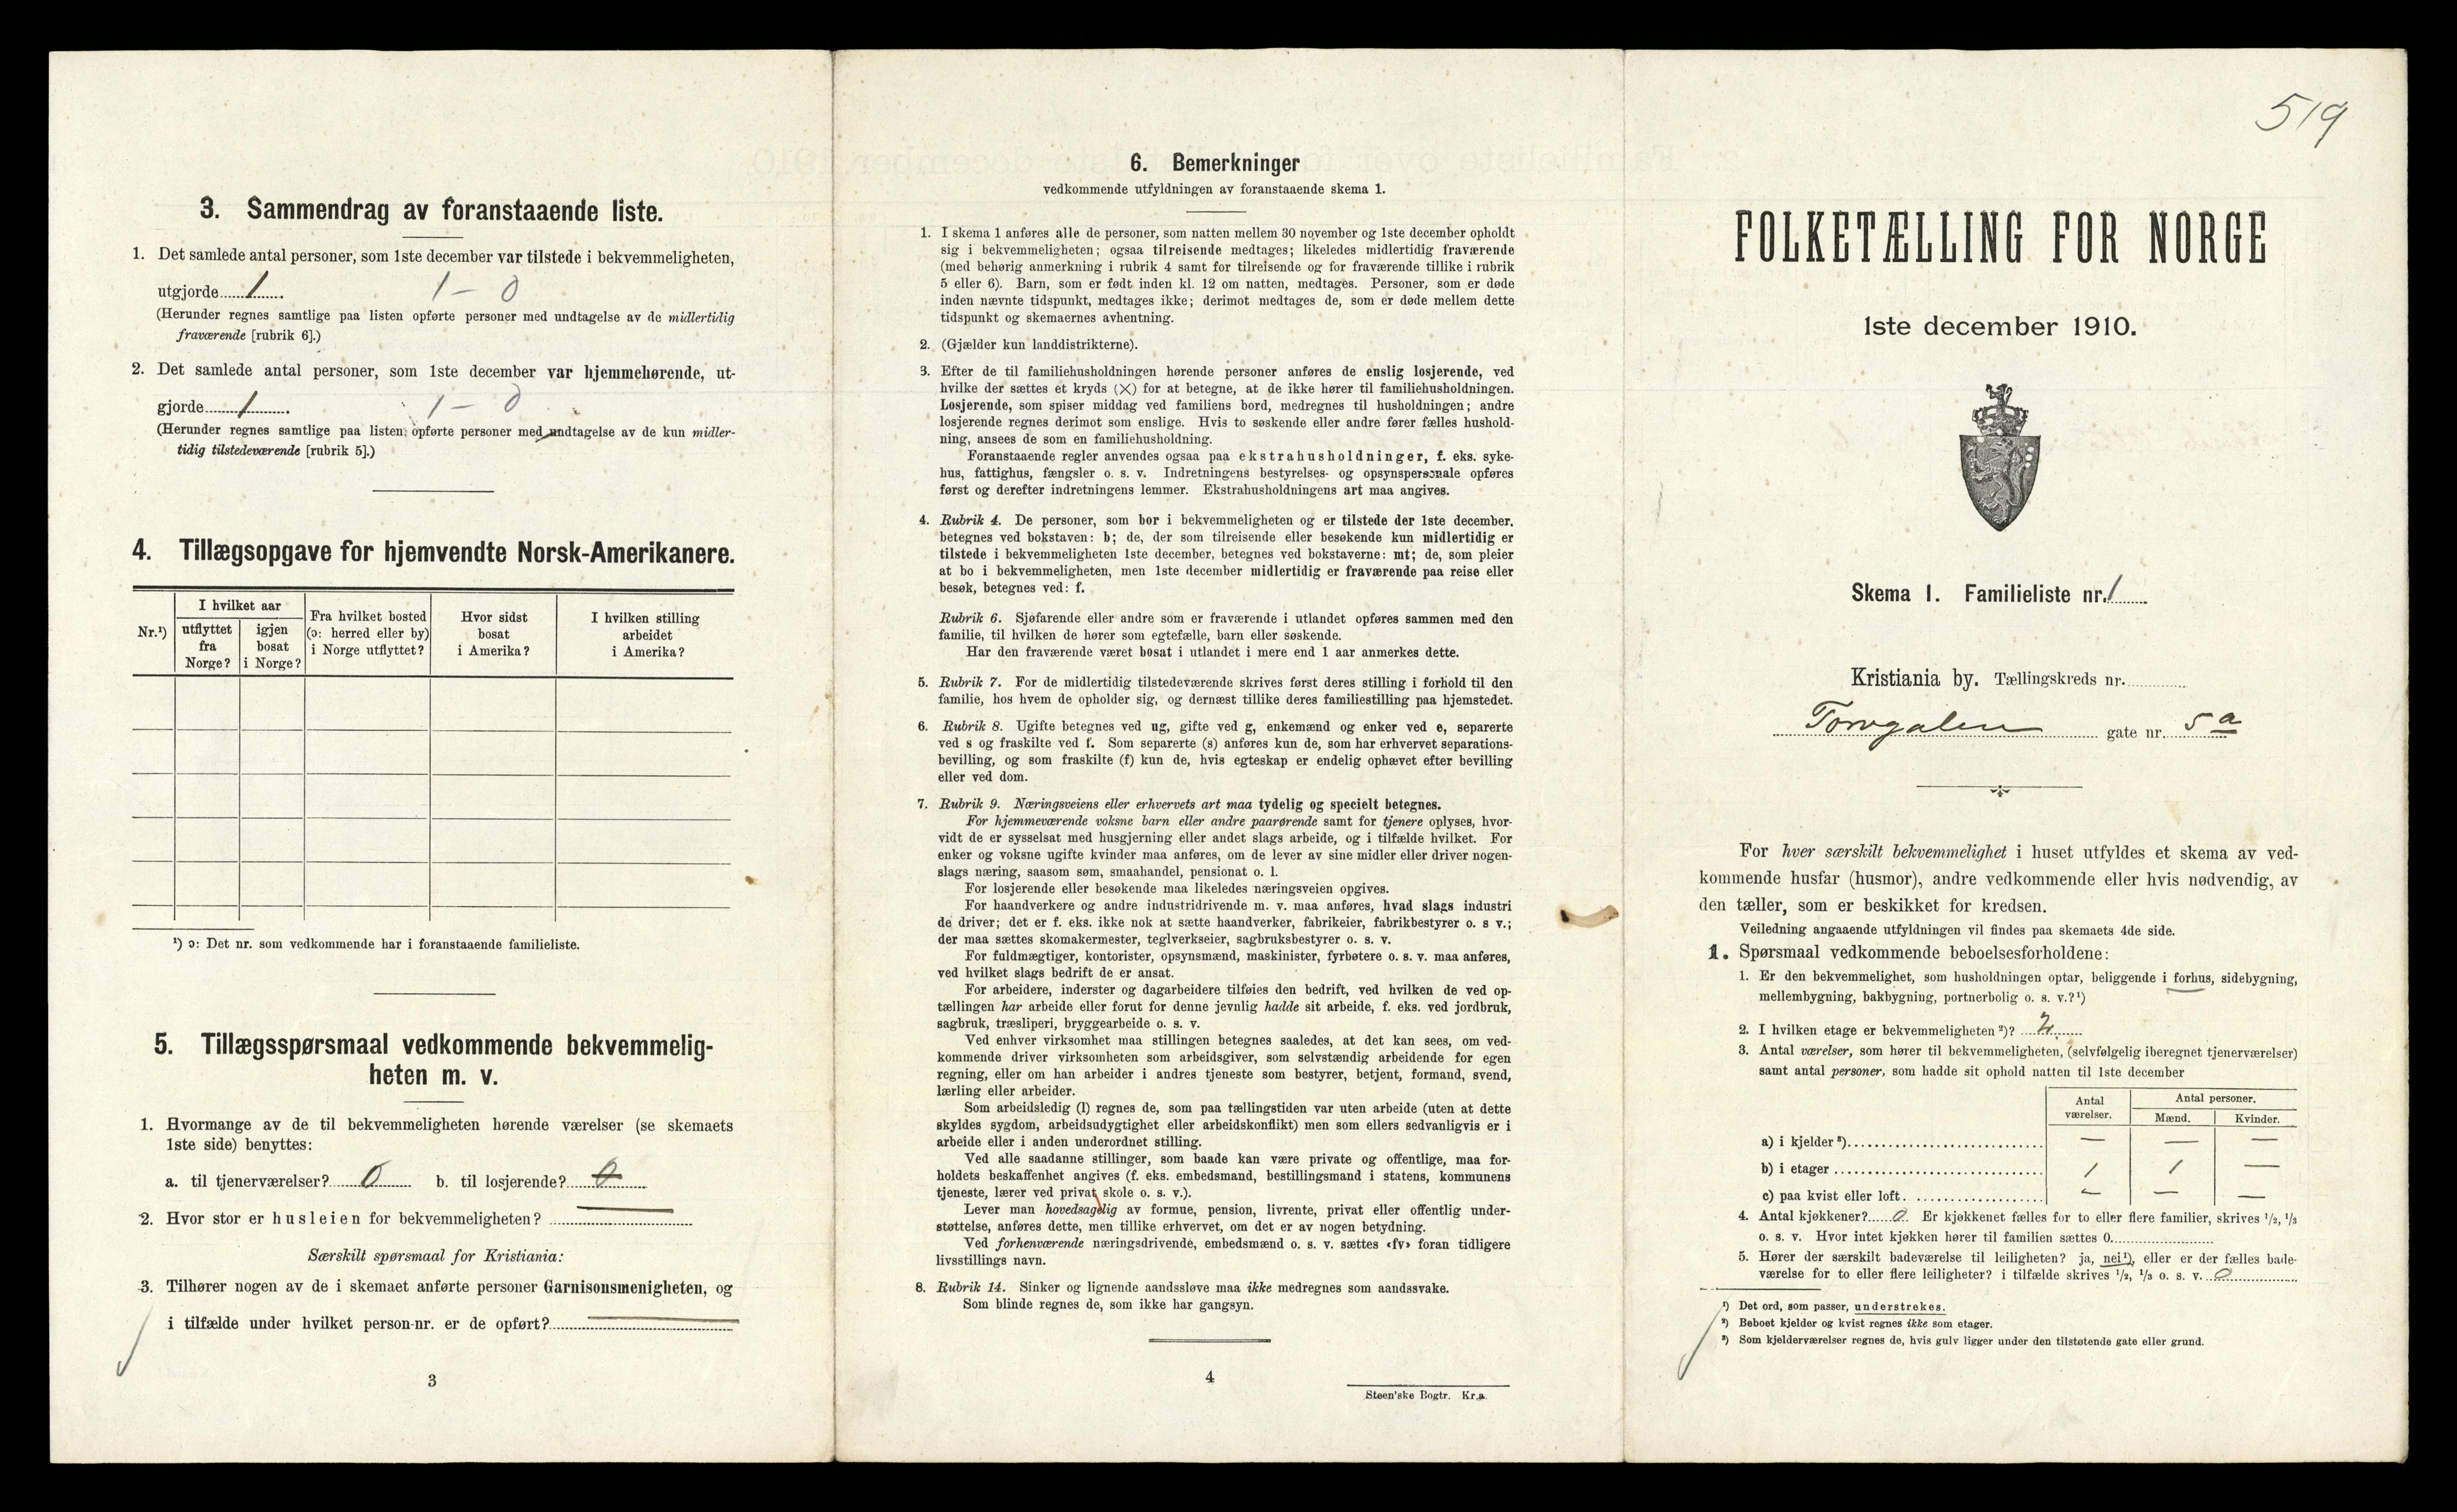 3. Sammendrag av foranstaaende liste.
1. Det samlede antal personer, som 1ste december var tilstede i bekvemmeligheten,
utgjorde 1 1 – 0
(Herunder regnes samtlige paa listen opførte personer med undtagelse av de midlertidig
fraværende [rubrik 6].)
2. Det samlede antal personer, som 1ste december var hjemmehørende, ut-
gjorde 1 1 – 0
(Herunder regnes samtlige paa listen opførte personer med undtagelse av de kun midler-
tidig tilstedeværende [rubrik 5].)
4. Tillægsopgave for hjemvendte Norsk-Amerikanere.
Nr.¹)
I hvilket aar
utflyttet
fra
Norge?
igjen
bosat
i Norge?
Fra hvilket bosted
(ɔ: herred eller by)
i Norge utflyttet?
Hvor sidst
bosat
i Amerika?
I hvilken stilling
arbeidet
i Amerika?
¹) ɔ: Det nr. som vedkommende har i foranstaaende familieliste.
5. Tillægsspørsmaal vedkommende bekvemmelig-
heten m. v.
1. Hvormange av de til bekvemmeligheten hørende værelser (se skemaets
1ste side) benyttes:
a. til tjenerværelser? 0 b. til losjerende? 0
2. Hvor stor er husleien for bekvemmeligheten?
Særskilt spørsmaal for Kristiania:
3. Tilhører nogen av de i skemaet anførte personer Garnisonsmenigheten, og
i tilfælde under hvilket person-nr. er de opført?
3
6. Bemerkninger
vedkommende utfyldningen av foranstaaende skema 1.
1. I skema 1 anføres alle de personer, som natten mellem 30 november og 1ste december opholdt
sig i bekvemmeligheten; ogsaa tilreisende medtages; likeledes midlertidig fraværende
(med behørig anmerkning i rubrik 4 samt for tilreisende og for fraværende tillike i rubrik
5 eller 6). Barn, som er født inden kl. 12 om natten, medtages. Personer, som er døde
inden nævnte tidspunkt, medtages ikke; derimot medtages de, som er døde mellem dette
tidspunkt og skemaernes avhentning.
2. (Gjælder kun landdistrikterne).
3. Efter de til familiehusholdningen hørende personer anføres de enslig losjerende, ved
hvilke der sættes et kryds (×) for at betegne, at de ikke hører til familiehusholdningen.
Losjerende, som spiser middag ved familiens bord, medregnes til husholdningen; andre
losjerende regnes derimot som enslige. Hvis to søskende eller andre fører fælles hushold-
ning, ansees de som en familiehusholdning.
Foranstaaende regler anvendes ogsaa paa ekstrahusholdninger, f. eks. syke-
hus, fattighus, fængsler o. s. v. Indretningens bestyrelses- og opsynspersonale opføres
først og derefter indretningens lemmer. Ekstrahusholdningens art maa angives.
4. Rubrik 4. De personer, som bor i bekvemmeligheten og er tilstede der 1ste december,
betegnes ved bokstaven: b; de, der som tilreisende eller besøkende kun midlertidig er
tilstede i bekvemmeligheten 1ste december, betegnes ved bokstaverne: mt; de, som pleier
at bo i bekvemmeligheten, men 1ste december midlertidig er fraværende paa reise eller
besøk, betegnes ved: f.
Rubrik 6. Sjøfarende eller andre som er fraværende i utlandet opføres sammen med den
familie, til hvilken de hører som egtefælle, barn eller søskende.
Har den fraværende været bosat i utlandet i mere end 1 aar anmerkes dette.
5. Rubrik 7. For de midlertidig tilstedeværende skrives først deres stilling i forhold til den
familie, hos hvem de opholder sig, og dernæst tillike deres familiestilling paa hjemstedet.
6. Rubrik 8. Ugifte betegnes ved ug, gifte ved g, enkemænd og enker ved e, separerte
ved s og fraskilte ved f. Som separerte (s) anføres kun de, som har erhvervet separations-
bevilling, og som fraskilte (f) kun de, hvis egteskap er endelig ophævet efter bevilling
eller ved dom.
7. Rubrik 9. Næringsveiens eller erhvervets art maa tydelig og specielt betegnes.
For hjemmeværende voksne barn eller andre paarørende samt for tjenere oplyses, hvor-
vidt de er sysselsat med husgjerning eller andet slags arbeide, og i tilfælde hvilket. For
enker og voksne ugifte kvinder maa anføres, om de lever av sine midler eller driver nogen-
slags næring, saasom søm, smaahandel, pensionat o. l.
For losjerende eller besøkende maa likeledes næringsveien opgives.
For haandverkere og andre industridrivende m. v. maa anføres, hvad slags industri
de driver; det er f. eks. ikke nok at sætte haandverker, fabrikeier, fabrikbestyrer o. s v.;
der maa sættes skomakermester, teglverkseier, sagbruksbestyrer o. s. v.
For fuldmægtiger, kontorister, opsynsmænd, maskinister, fyrbøtere o. s. v. maa anføres,
ved hvilket slags bedrift de er ansat.
For arbeidere, inderster og dagarbeidere tilføies den bedrift, ved hvilken de ved op-
tællingen har arbeide eller forut for denne jevnlig hadde sit arbeide, f. eks. ved jordbruk,
sagbruk, træsliperi, bryggearbeide o. s. v.
Ved enhver virksomhet maa stillingen betegnes saaledes, at det kan sees, om ved-
kommende driver virksomheten som arbeidsgiver, som selvstændig arbeidende for egen
regning, eller om han arbeider i andres tjeneste som bestyrer, betjent, formand, svend,
lærling eller arbeider.
Som arbeidsledig (l) regnes de, som paa tællingstiden var uten arbeide (uten at dette
skyldes sygdom, arbeidsudygtighet eller arbeidskonflikt) men som ellers sedvanligvis er i
arbeide eller i anden underordnet stilling.
Ved alle saadanne stillinger, som baade kan være private og offentlige, maa for-
holdets beskaffenhet angives (f. eks. embedsmand, bestillingsmand i statens, kommunens
tjeneste, lærer ved privat skole o. s. v.).
Lever man hovedsagelig av formue, pension, livrente, privat eller offentlig under-
støttelse, anføres dette, men tillike erhvervet, om det er av nogen betydning.
Ved forhenværende næringsdrivende, embedsmænd o. s. v. sættes «fv» foran tidligere
livsstillings navn.
8. Rubrik 14. Sinker og lignende aandssløve maa ikke medregnes som aandssvake.
Som blinde regnes de, som ikke har gangsyn.
4
Steen'ske Bogtr. Kr.a.
519
FOLKETÆLLING FOR NORGE
1ste december 1910.
Skema 1. Familieliste nr. 1
Kristiania by. Tællingskreds nr.
Torvgaten gate nr. 5 a
For hver særskilt bekvemmelighet i huset utfyldes et skema av ved-
kommende husfar (husmor), andre vedkommende eller hvis nødvendig, av
den tæller, som er beskikket for kredsen.
Veiledning angaaende utfyldningen vil findes paa skemaets 4de side.
1. Spørsmaal vedkommende beboelsesforholdene:
1. Er den bekvemmelighet, som husholdningen optar, beliggende i forhus, sidebygning,
mellembygning, bakbygning, portnerbolig o. s. v.?¹)
2. I hvilken etage er bekvemmeligheten²)? 2
3. Antal værelser, som hører til bekvemmeligheten, (selvfølgelig iberegnet tjenerværelser)
samt antal personer, som hadde sit ophold natten til 1ste december
Antal
værelser.
Antal personer.
Mænd. Kvinder.
a) i kjelder³) — — —
b) i etager 1 1 —
c) paa kvist eller loft. — — —
4. Antal kjøkkener? 0. Er kjøkkenet fælles for to eller flere familier, skrives ¹/₂, ¹/₃
o. s. v. Hvor intet kjøkken hører til familien sættes 0.
5. Hører der særskilt badeværelse til leiligheten? ja, nei¹), eller er der fælles bade-
værelse for to eller flere leiligheter? i tilfælde skrives ¹/₂, ¹/₃ o. s. v. 0
¹) Det ord, som passer, understrekes.
²) Beboet kjelder og kvist regnes ikke som etager.
³) Som kjelderværelser regnes de, hvis gulv ligger under den tilstøtende gate eller grund.